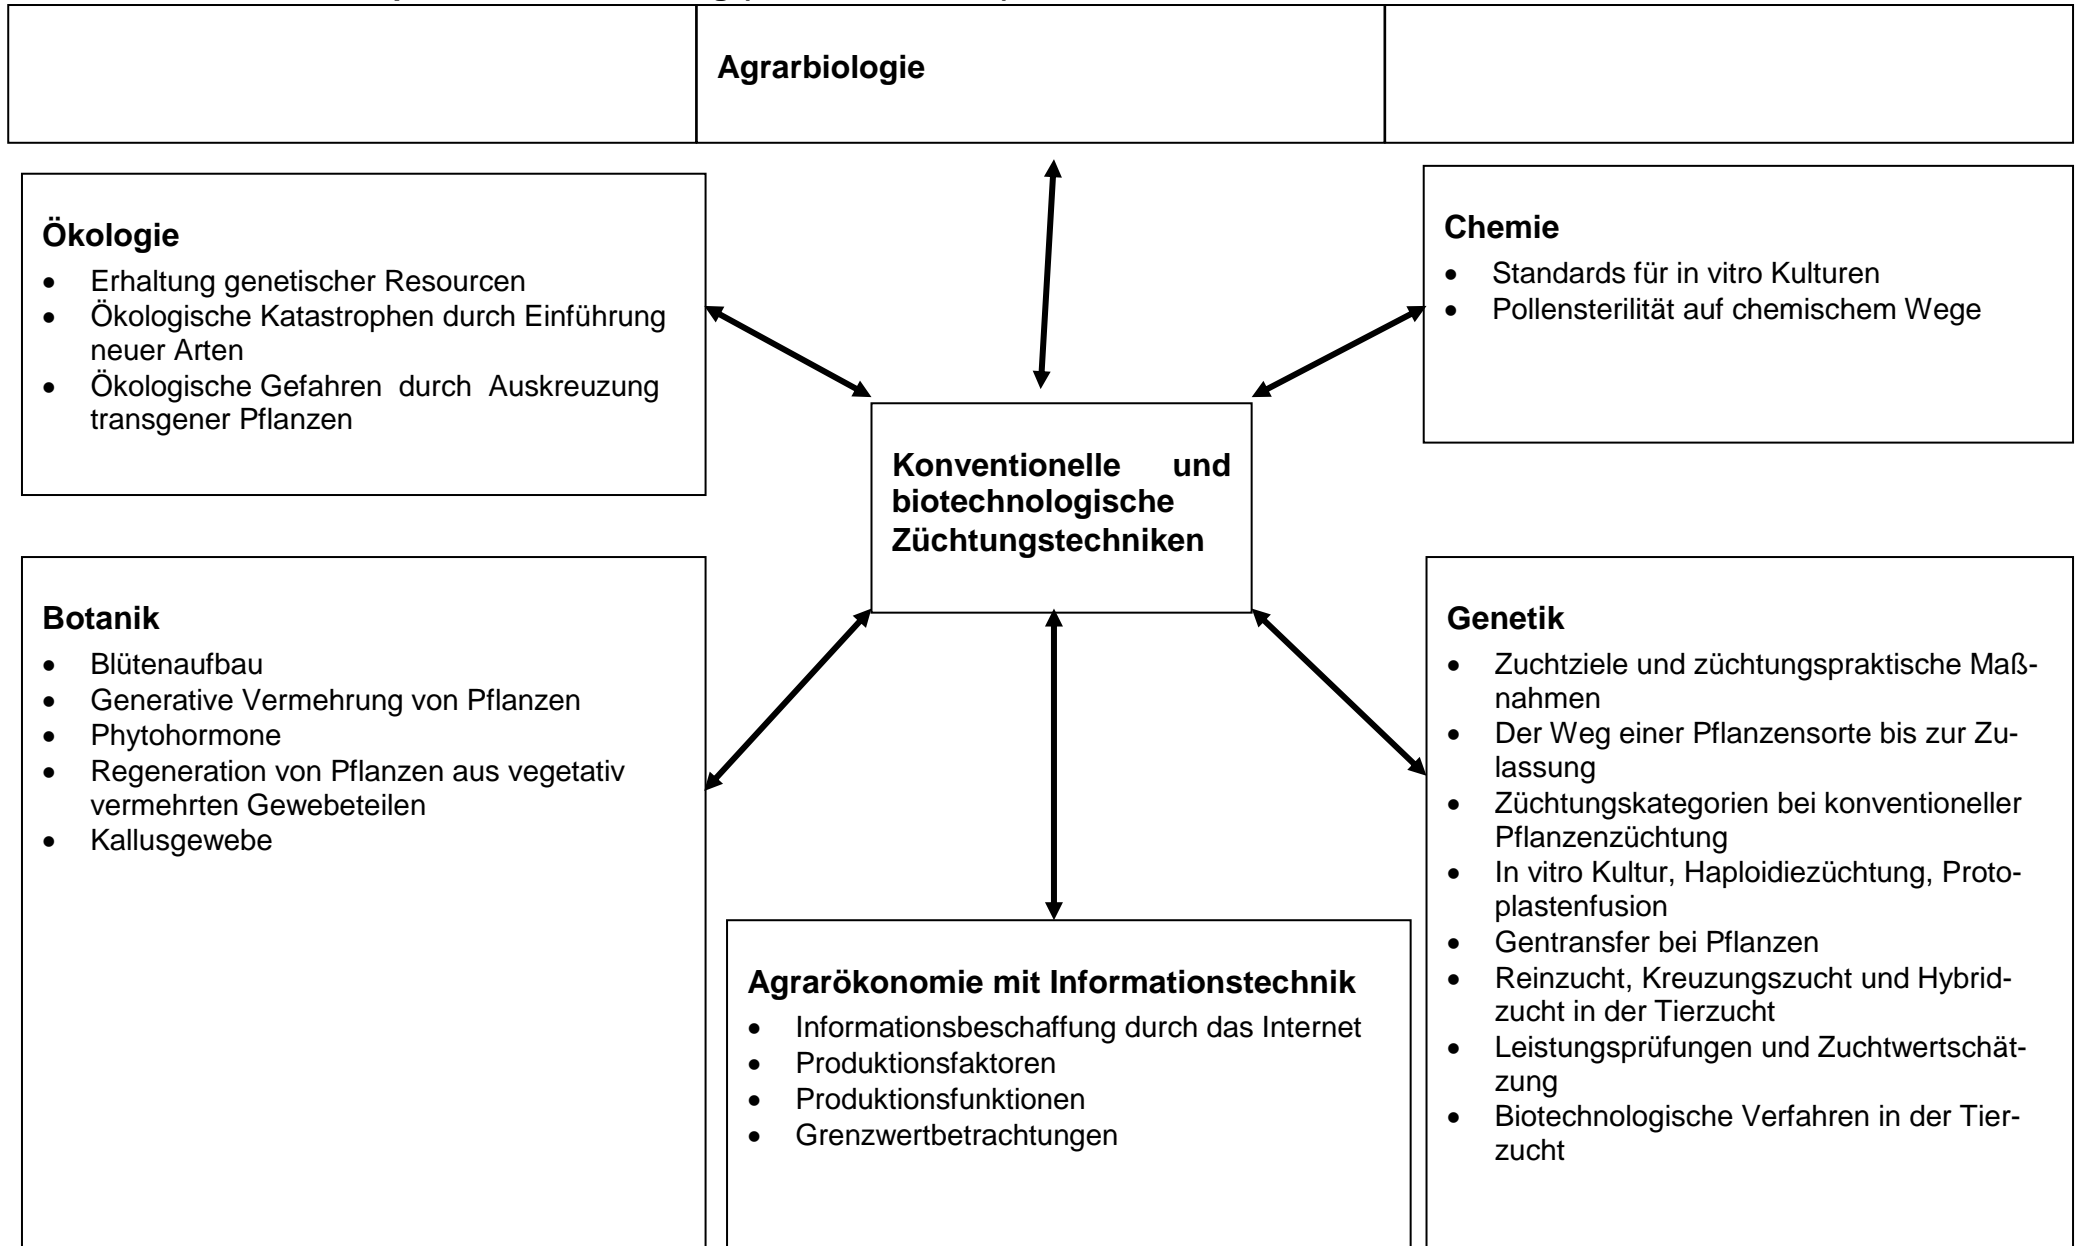 Agrarbiologie
Ökologie
• Erhaltung genetischer Resourcen
• Ökologische Katastrophen durch Einführung
neuer Arten
• Ökologische Gefahren durch Auskreuzung
transgener Pflanzen
Chemie
• Standards für in vitro Kulturen
• Pollensterilität auf chemischem Wege
Konventionelle und
biotechnologische
Züchtungstechniken
Botanik
• Blütenaufbau
• Generative Vermehrung von Pflanzen
• Phytohormone
• Regeneration von Pflanzen aus vegetativ
vermehrten Gewebeteilen
• Kallusgewebe
Agrarökonomie mit Informationstechnik
• Informationsbeschaffung durch das Internet
• Produktionsfaktoren
• Produktionsfunktionen
• Grenzwertbetrachtungen
Genetik
• Zuchtziele und züchtungspraktische Maß-
nahmen
• Der Weg einer Pflanzensorte bis zur Zu-
lassung
• Züchtungskategorien bei konventioneller
Pflanzenzüchtung
• In vitro Kultur, Haploidiezüchtung, Proto-
plastenfusion
• Gentransfer bei Pflanzen
• Reinzucht, Kreuzungszucht und Hybrid-
zucht in der Tierzucht
• Leistungsprüfungen und Zuchtwertschät-
zung
• Biotechnologische Verfahren in der Tier-
zucht